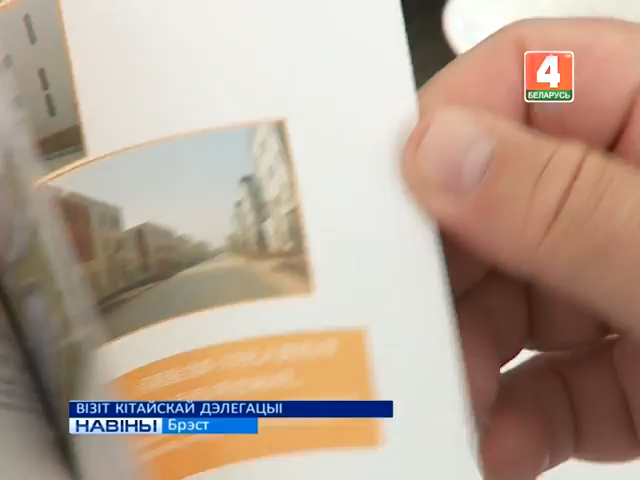 4
БЕЛАРУСЬ
ВІЗІТ КІТАЙСКАЙ ДЭЛЕГАЦЫІ
НАВІНЫ Брэст